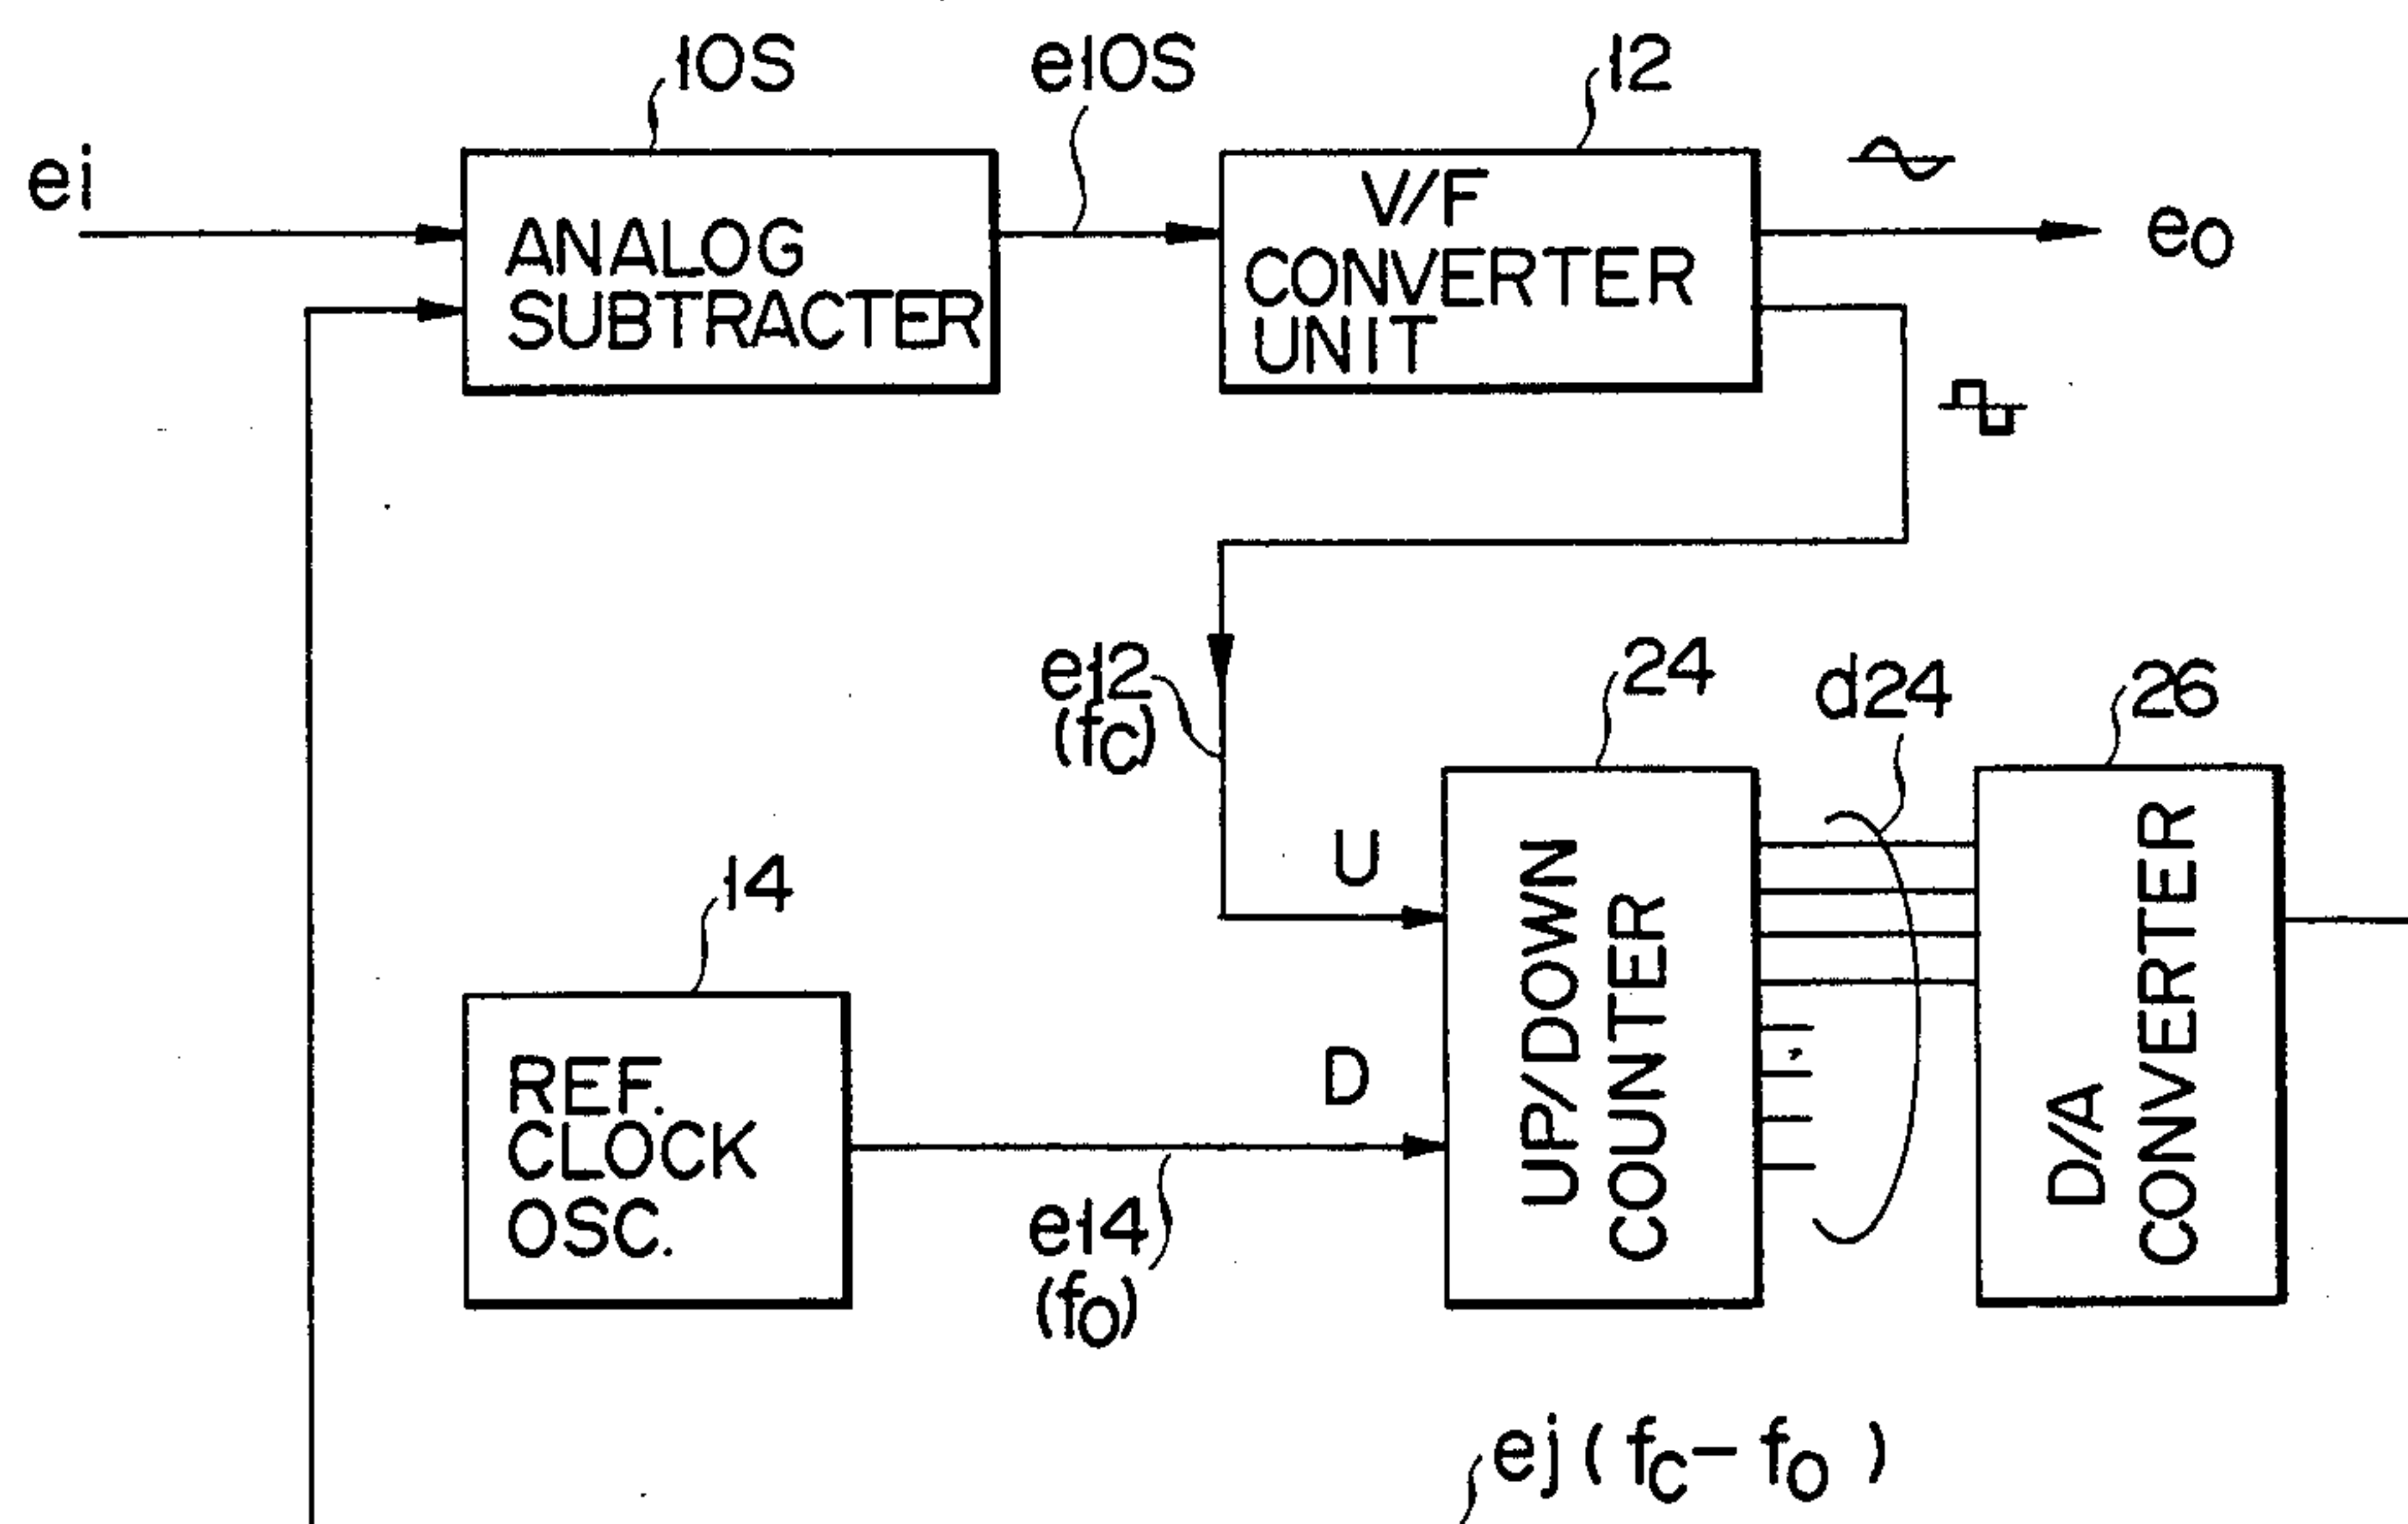 10S
e10S
12
ei
ANALOG
SUBTRACTER
V/F
CONVERTER
UNIT
eo
e12
(fc)
24
d24
26
U
14
UP/DOWN
COUNTER
D/A
CONVERTER
REF.
CLOCK
OSC.
D
e14
(fo)
ej ( fc - fo )